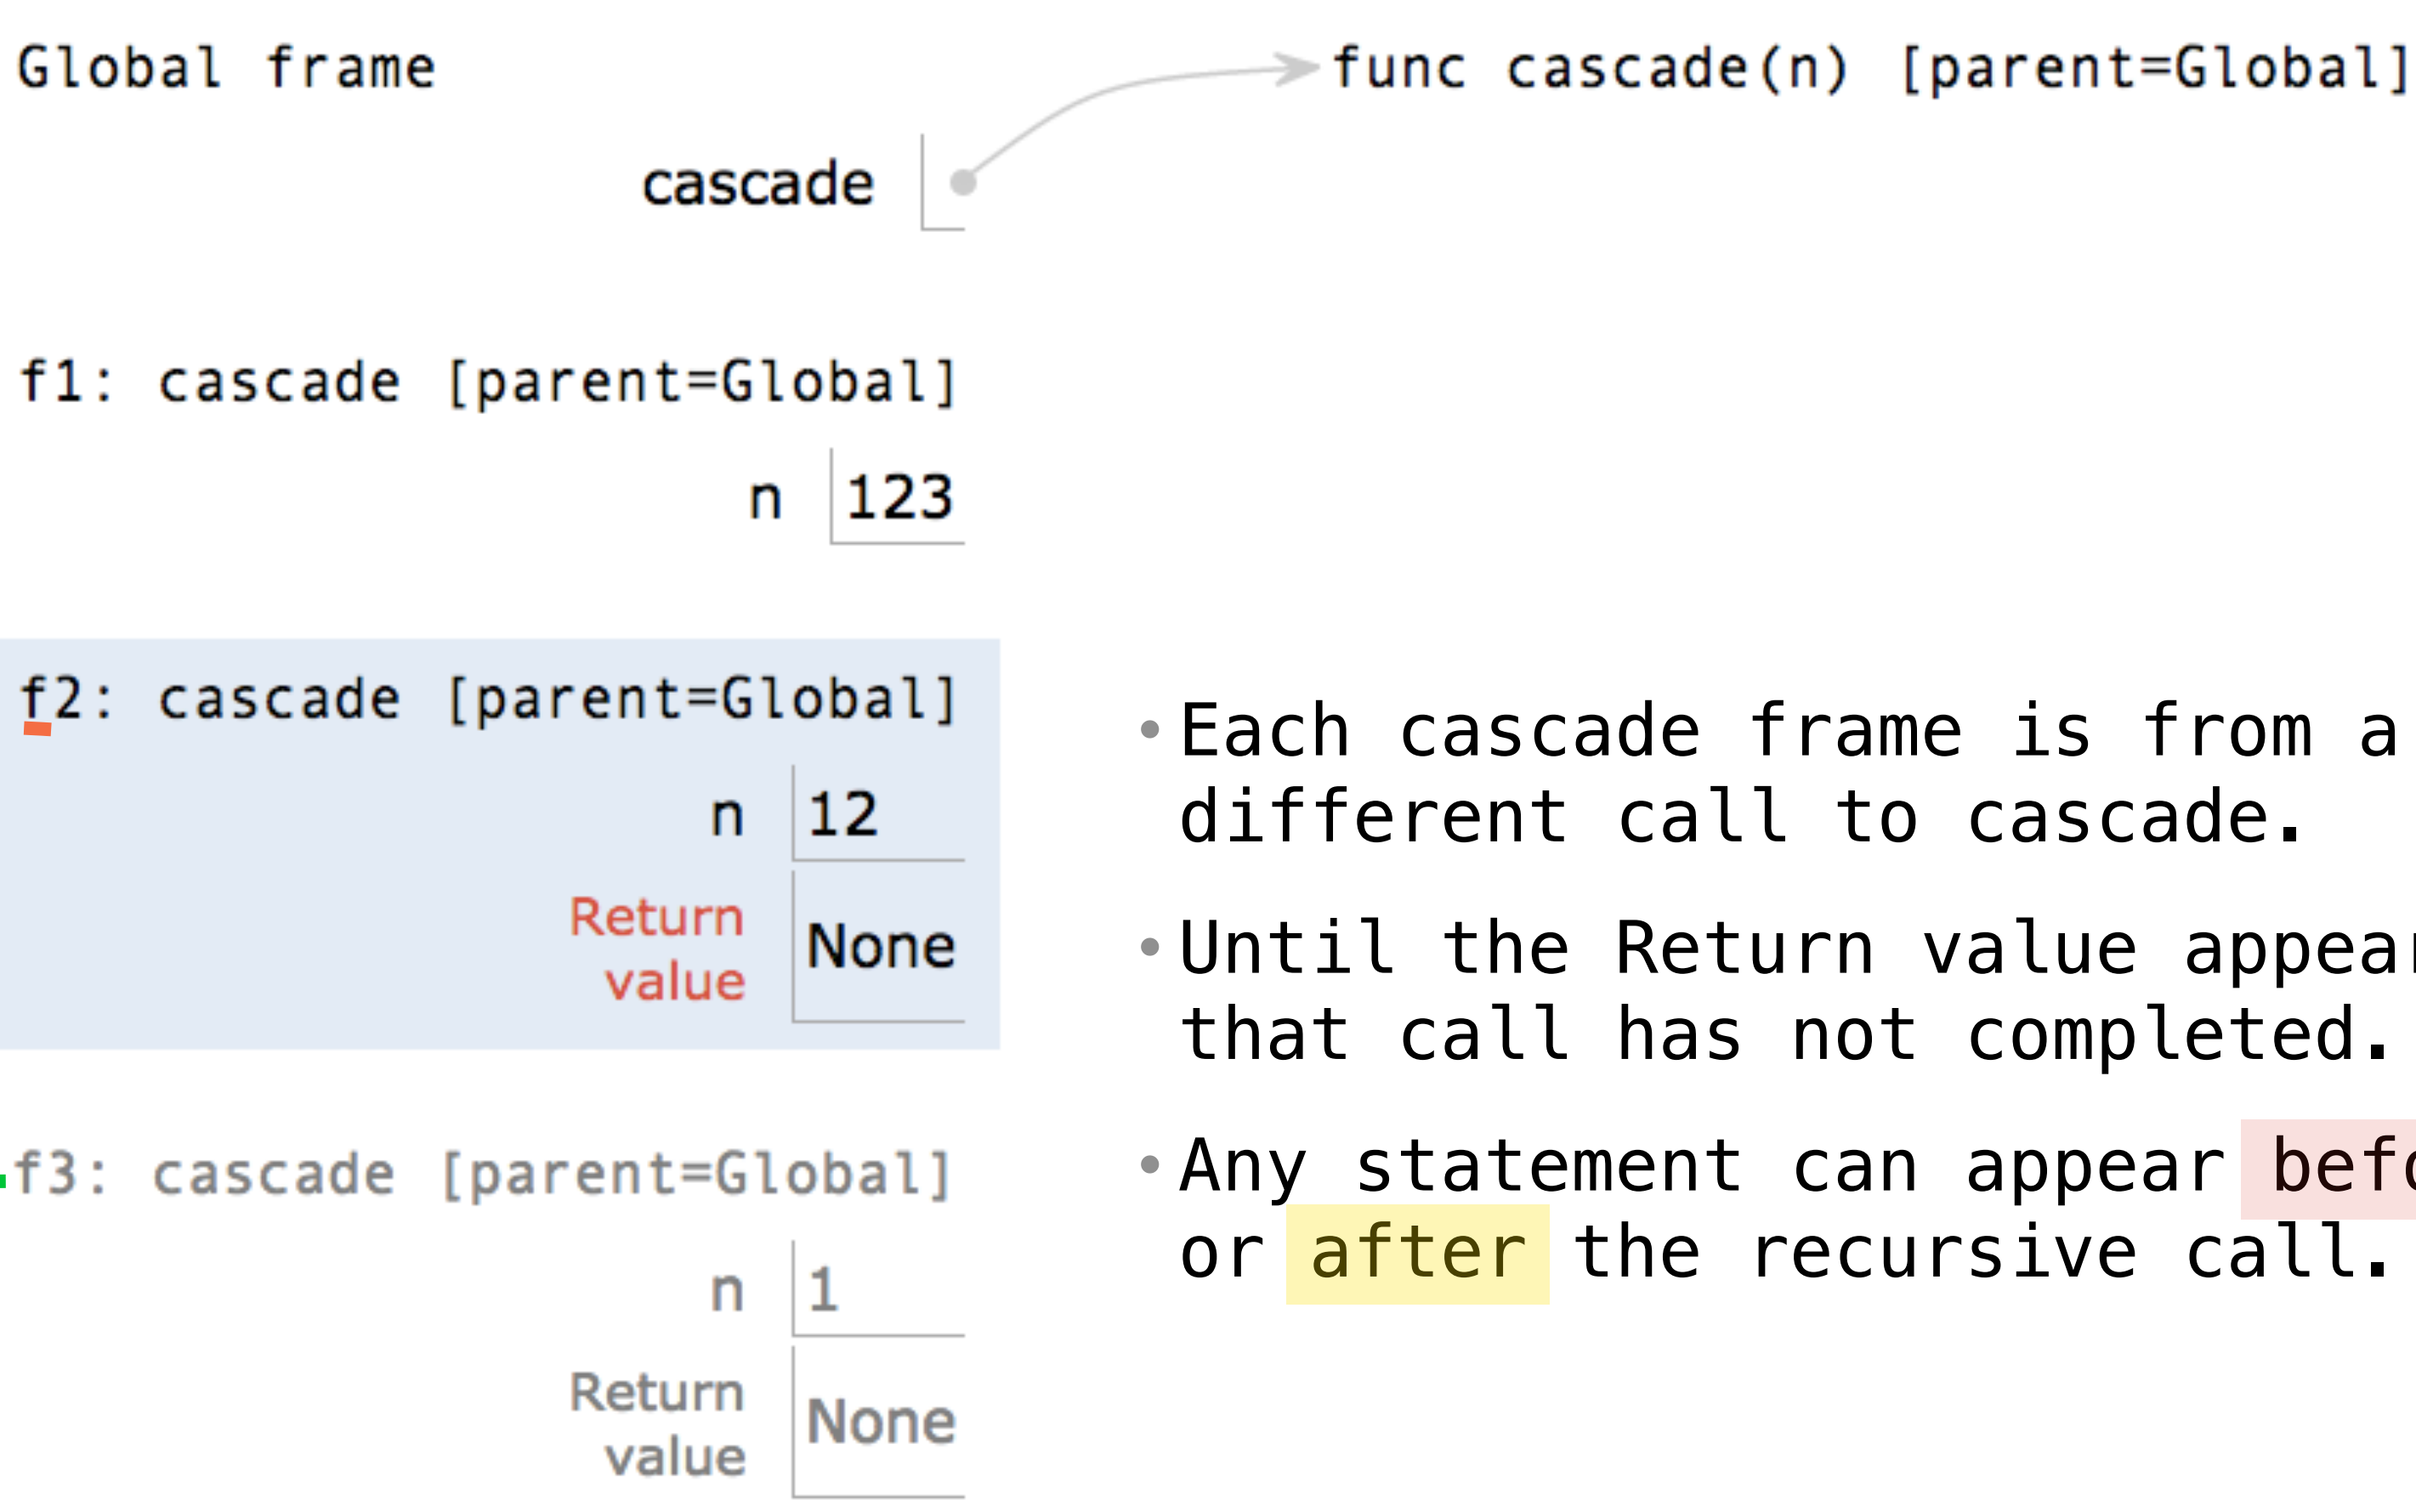 Global frame
func cascade(n) [parent=Global]
cascade
f1: cascade [parent=Global]
n 123
f2: cascade [parent=Global]
n 12
Return
value
None
f3: cascade [parent=Global]
n 1
Return
value
None
•Each cascade frame is from a
different call to cascade.
•Until the Return value appear
that call has not completed.
•Any statement can appear
or after the recursive call.